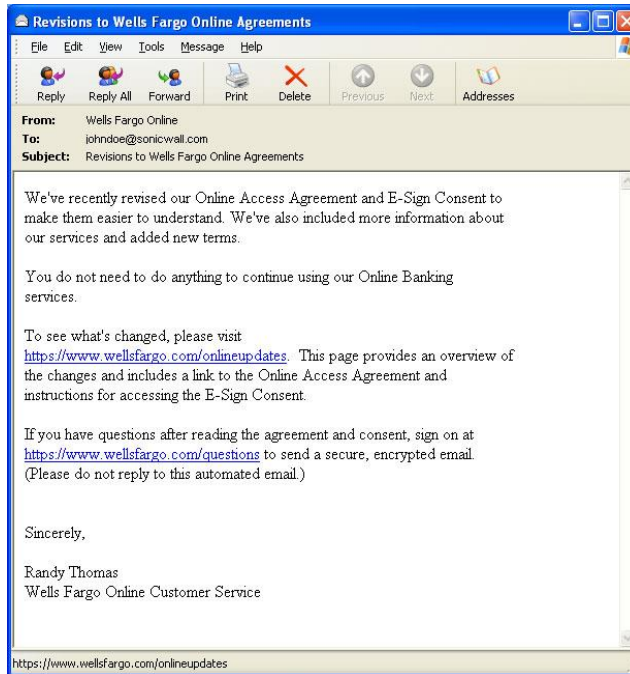 Revisions to Wells Fargo Online Agreements
File Edit View Tools Message Help
Reply Reply All Forward Print Delete Previous Next Addresses
From: Wells Fargo Online
To: johndoe@sonicwall.com
Subject: Revisions to Wells Fargo Online Agreements
We've recently revised our Online Access Agreement and E-Sign Consent to
make them easier to understand. We've also included more information about
our services and added new terms.
You do not need to do anything to continue using our Online Banking
services.
To see what's changed, please visit
https://www.wellsfargo.com/onlineupdates. This page provides an overview of
the changes and includes a link to the Online Access Agreement and
instructions for accessing the E-Sign Consent.
If you have questions after reading the agreement and consent, sign on at
https://www.wellsfargo.com/questions to send a secure, encrypted email.
(Please do not reply to this automated email.)
Sincerely,
Randy Thomas
Wells Fargo Online Customer Service
https://www.wellsfargo.com/onlineupdates